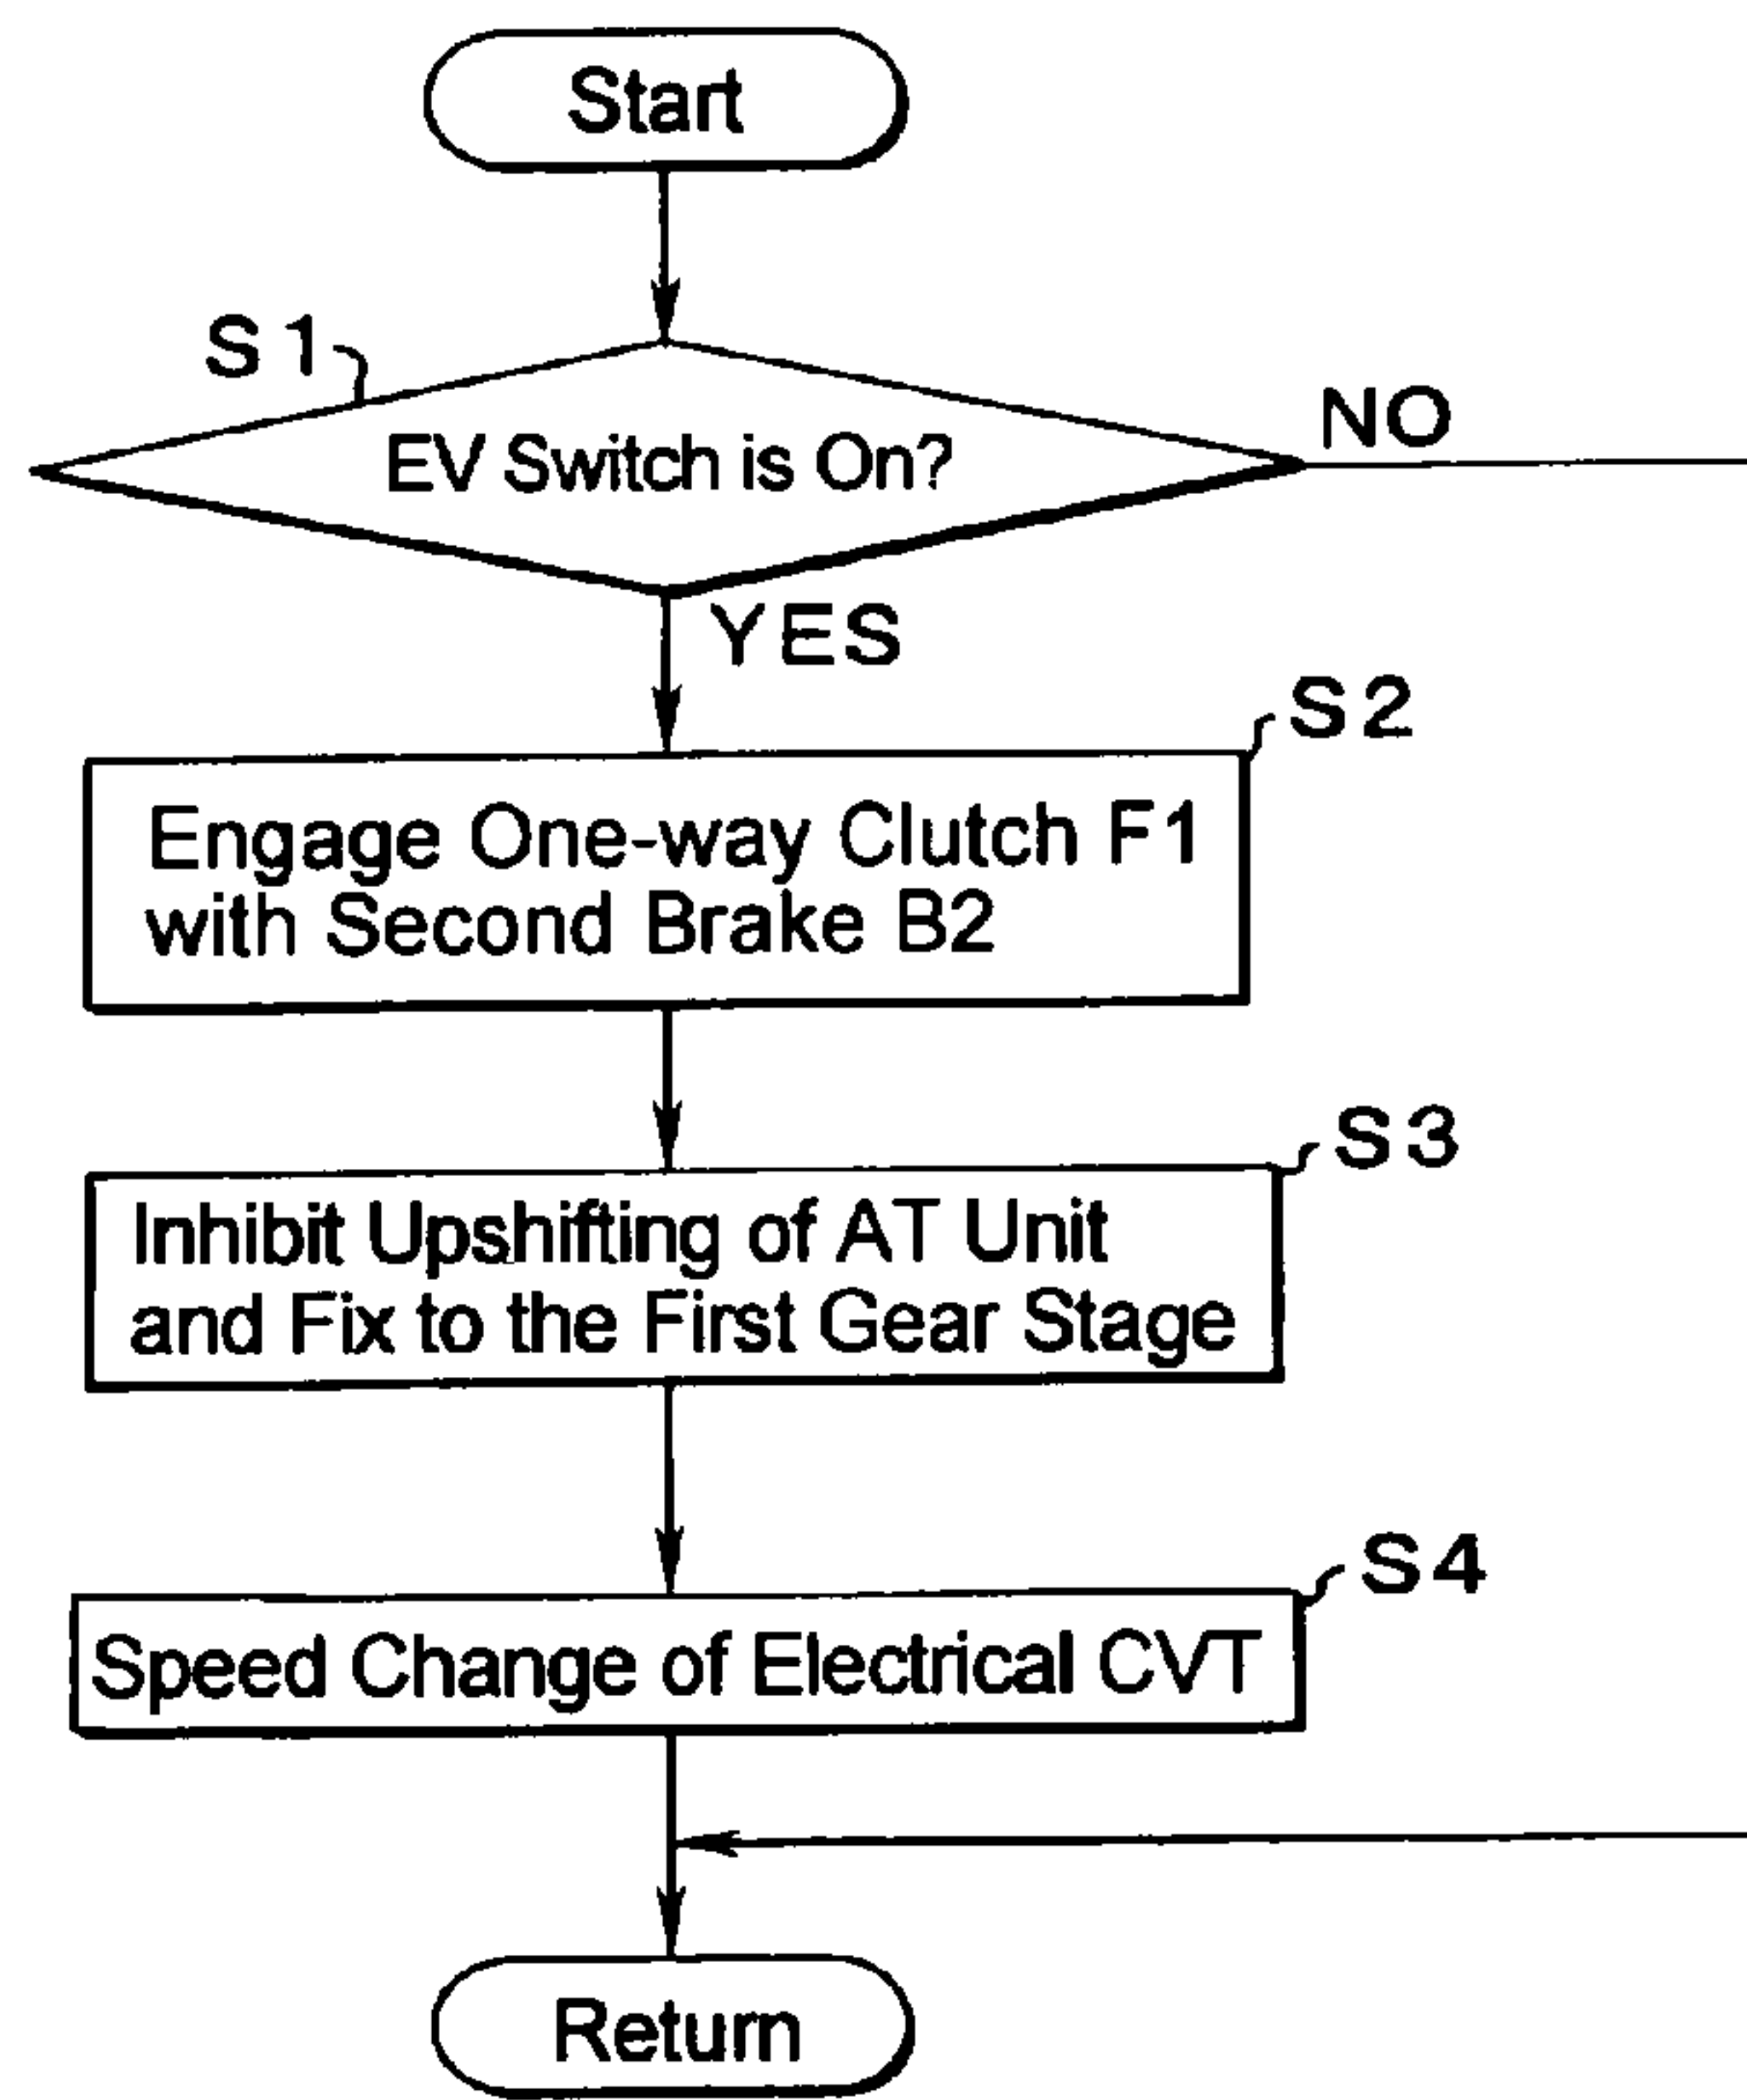 Start
S1
EV Switch is On?
NO
YES
S2
Engage One-way Clutch F1
with Second Brake B2
S3
Inhibit Upshifting of AT Unit
and Fix to the First Gear Stage
S4
Speed Change of Electrical CVT
Return